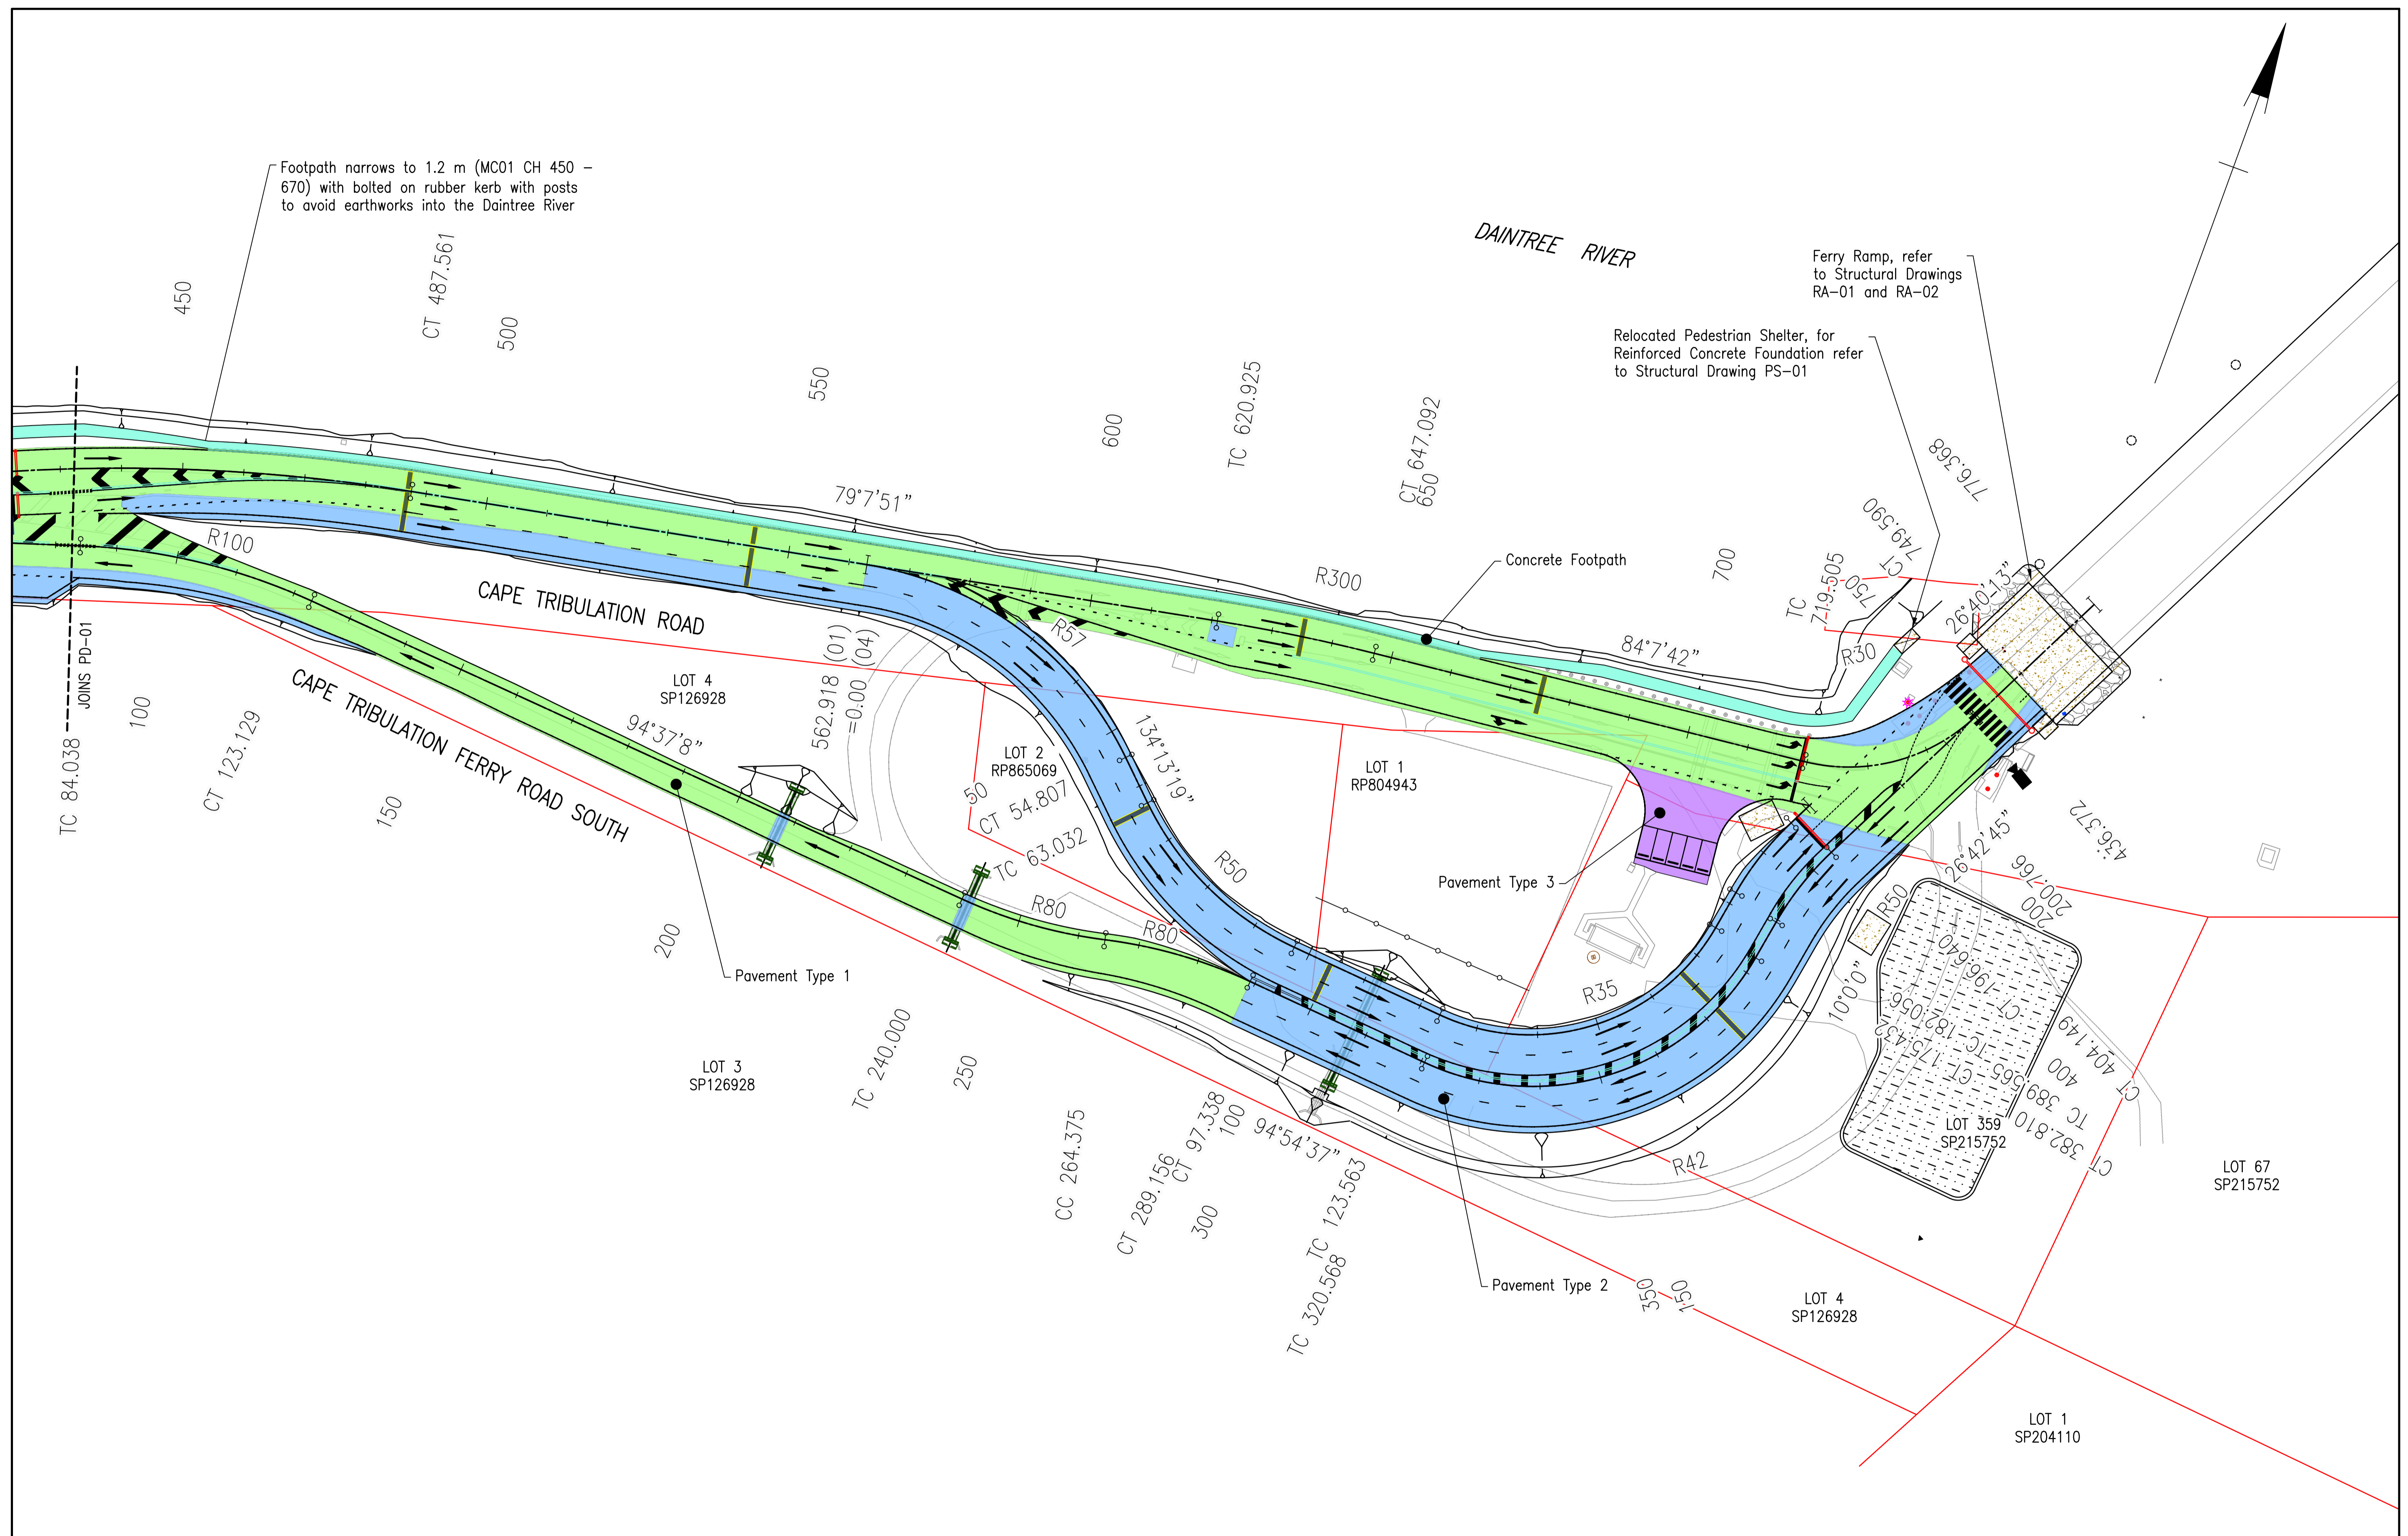 Footpath narrows to 1.2 m (MC01 CH 450 –
670) with bolted on rubber kerb with posts
to avoid earthworks into the Daintree River
DAINTREE RIVER
Ferry Ramp, refer
to Structural Drawings
RA–01 and RA–02
Relocated Pedestrian Shelter, for
Reinforced Concrete Foundation refer
to Structural Drawing PS–01
450
CT 487.561
500
550
600
TC 620.925
CT 647.092
650
700
TC
719.505
750
CT
749.590
776.368
79°7'51"
R300
Concrete Footpath
84°7'42"
R30
26°40'13"
R100
CAPE TRIBULATION ROAD
R57
JOINS PD–01
TC 84.038
100
CT 123.129
150
CAPE TRIBULATION FERRY ROAD SOUTH
LOT 4
SP126928
94°37'8"
562.918 (01)
=0.00 (04)
LOT 2
RP865069
50
CT 54.807
TC 63.032
134°13'19"
LOT 1
RP804943
R50
Pavement Type 3
436.372
26°42'45"
200.766
200
R50
CT 196.640
TC 182.056
CT 175.432
10°0'0"
CT 404.149
400
TC 389.565
CT 382.810
LOT 359
SP215752
200
Pavement Type 1
R80
R80
R35
TC 240.000
250
LOT 3
SP126928
CC 264.375
CT 289.156
CT 97.338
100
300
94°54'37"
TC 123.563
TC 320.568
R42
Pavement Type 2
350
150
LOT 4
SP126928
LOT 67
SP215752
LOT 1
SP204110